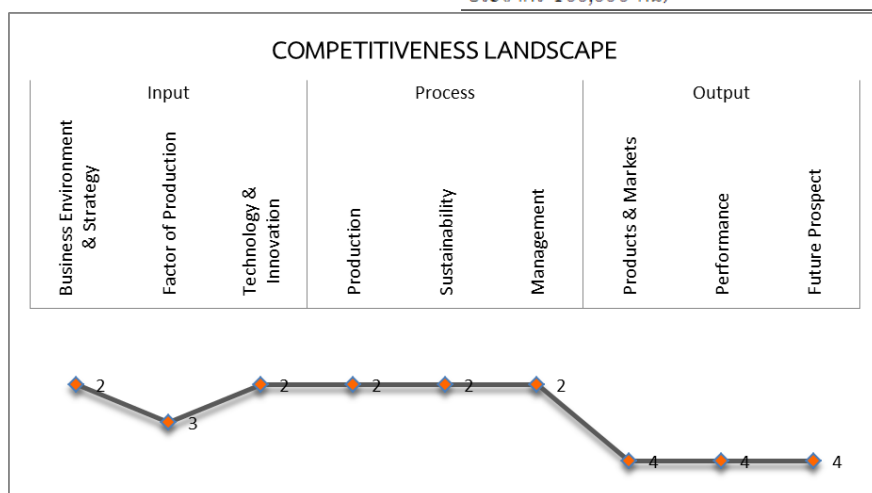 COMPETITIVENESS LANDSCAPE
Input
Process
Output
Business Environment
& Strategy
Factor of Production
Technology &
Innovation
Production
Sustainability
Management
Products & Markets
Performance
Future Prospect
2
3
2
2
2
2
4
4
4